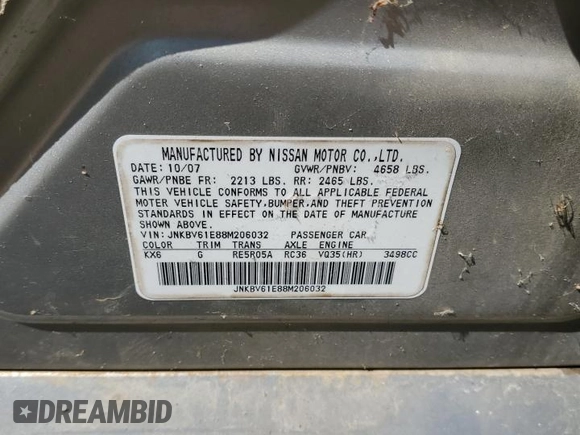 MANUFACTURED BY NISSAN MOTOR CO.,LTD.
DATE: 10/07 GVWR/PNBV: 4658 LBS.
GAWR/PNBE FR: 2213 LBS. RR: 2465 LBS.
THIS VEHICLE CONFORMS TO ALL APPLICABLE FEDERAL
MOTOR VEHICLE SAFETY,BUMPER,AND THEFT PREVENTION
STANDARDS IN EFFECT ON THE DATE OF MANUFACTURE
SHOWN ABOVE.
VIN: JNKBV61E88M206032 PASSENGER CAR
COLOR TRIM TRANS AXLE ENGINE
KX6 G RE5R05A RC36 VQ35(HR) 3498CC
JNKBV61E88M206032
DREAMBID